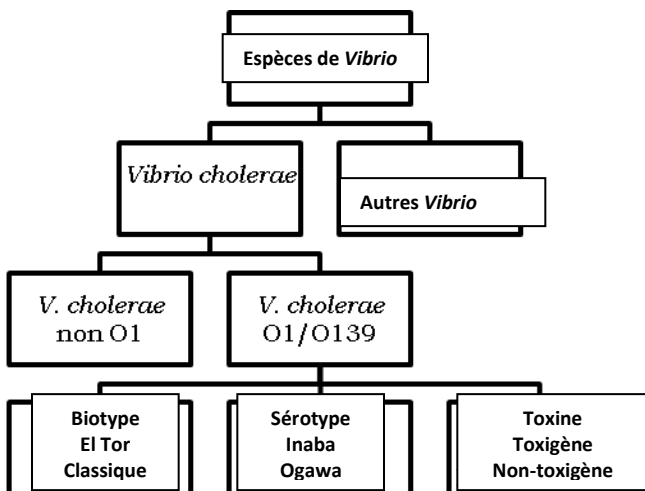 Espèces de Vibrio
Vibrio cholerae
Autres Vibrio
V. cholerae
non O1
V. cholerae
O1/O139
Biotype
El Tor
Classique
Sérotype
Inaba
Ogawa
Toxine
Toxigène
Non-toxigène